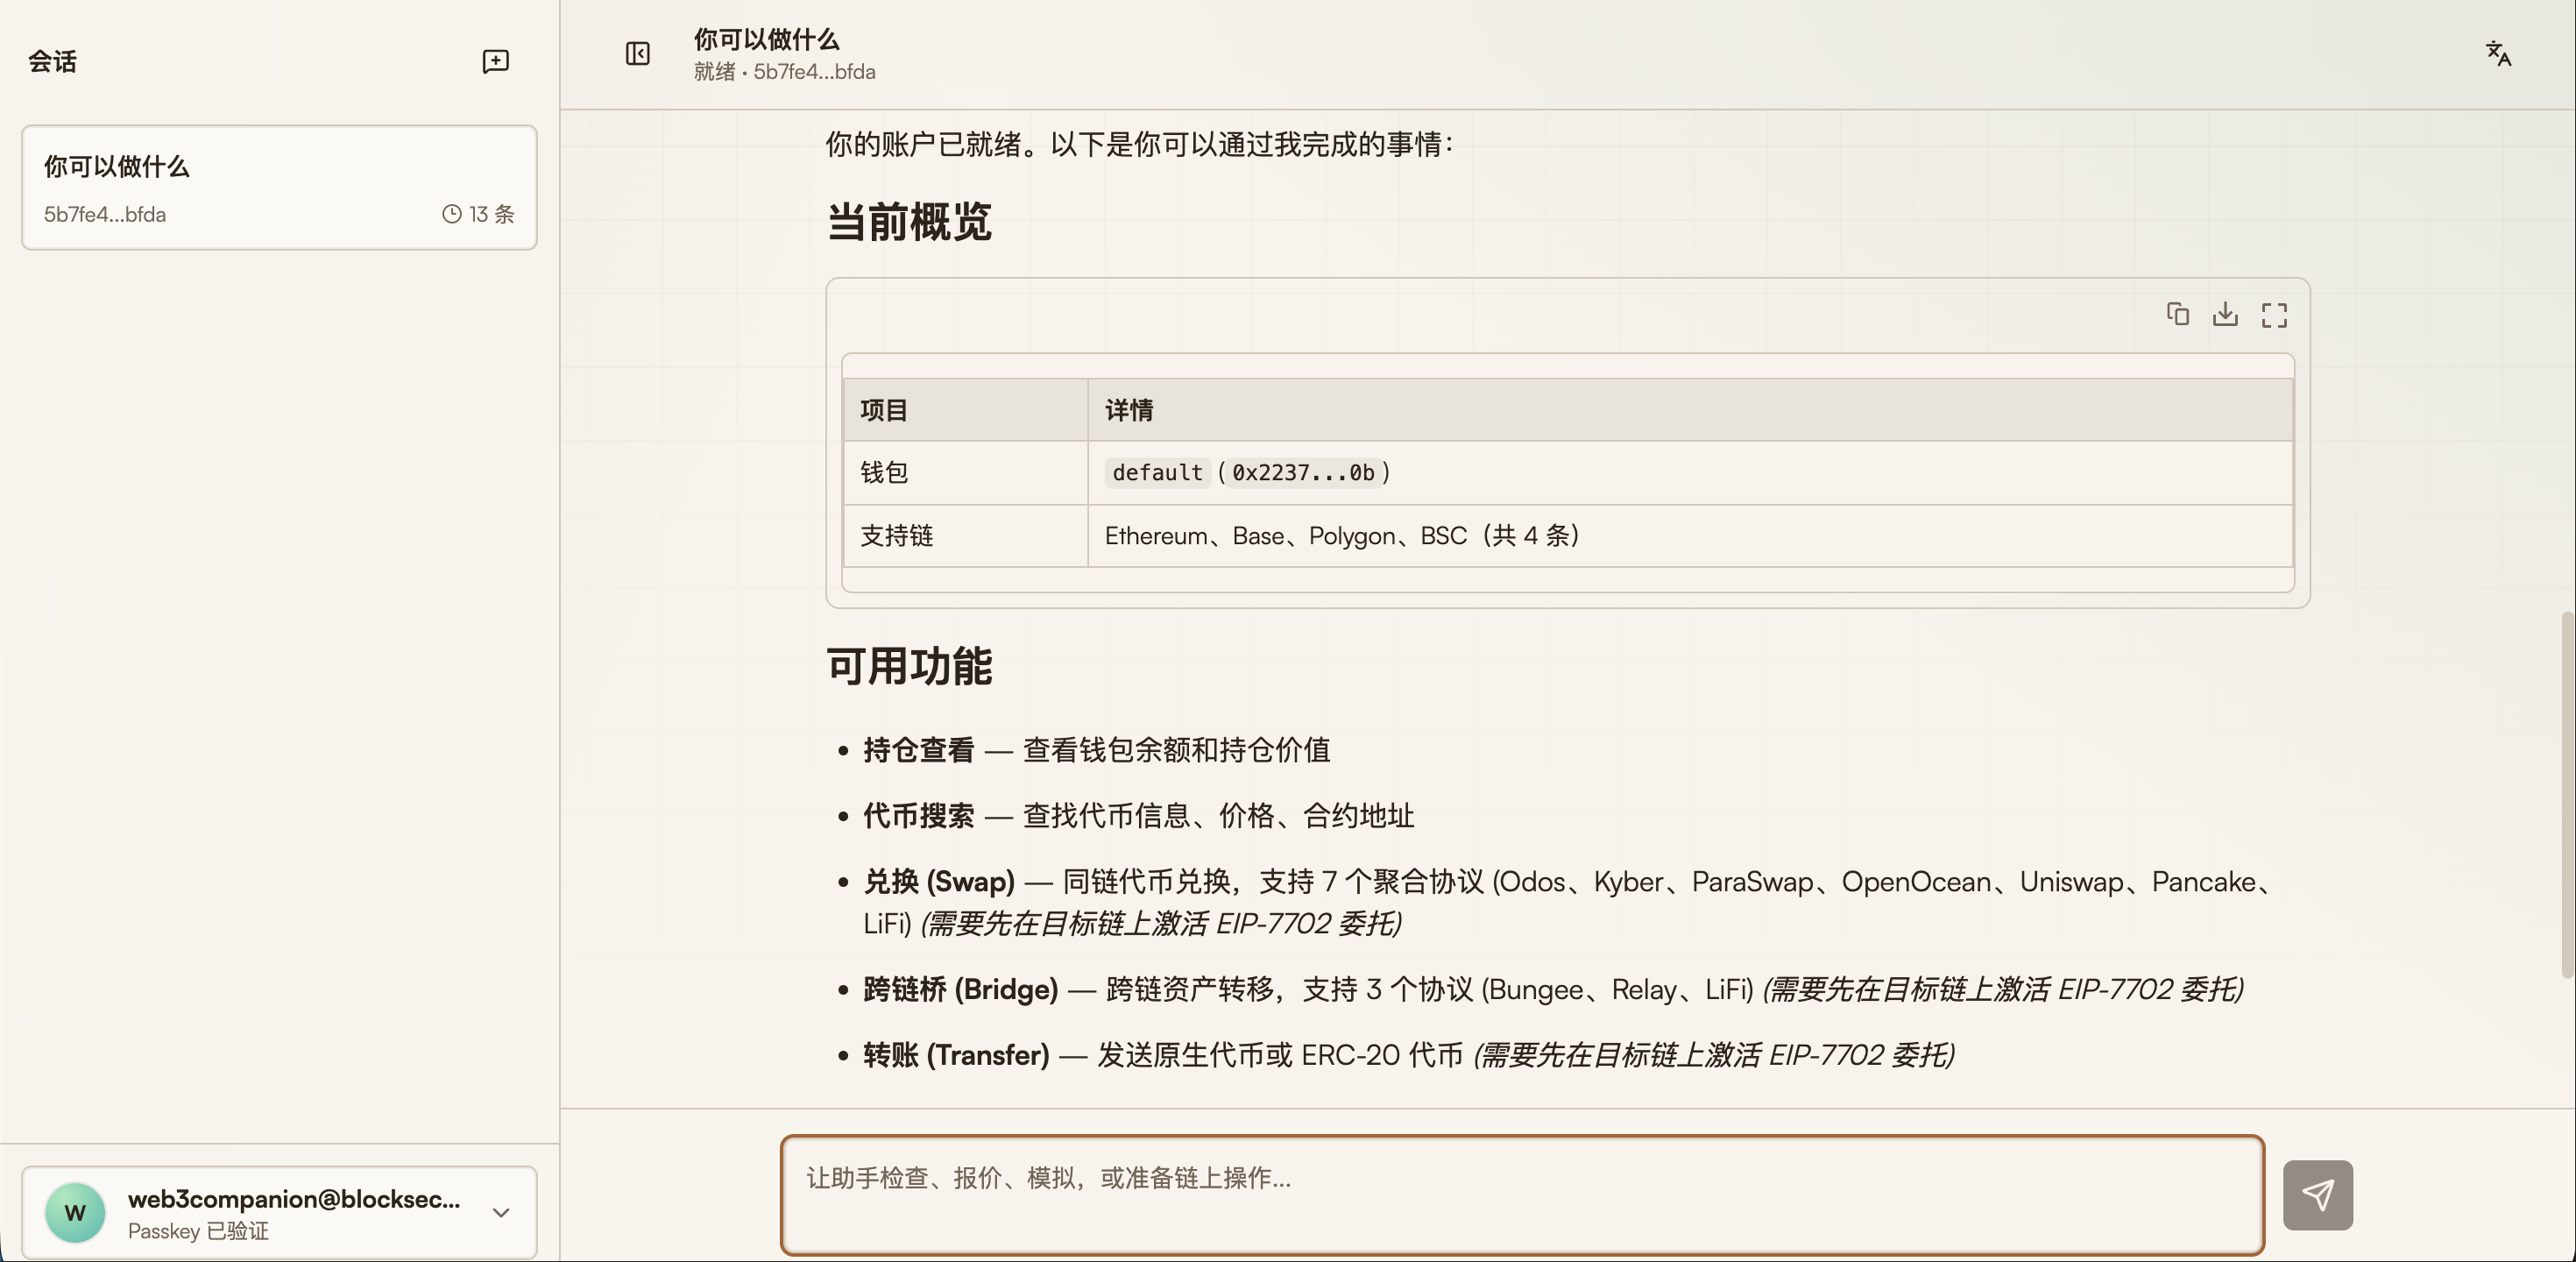 会话
你可以做什么
5b7fe4...bfda
13 条
web3companion@blocksec...
W
Passkey 已验证
你可以做什么
就绪 · 5b7fe4...bfda
你的账户已就绪。以下是你可以通过我完成的事情：
当前概览
项目 详情
钱包 default (0x2237...0b)
支持链 Ethereum、Base、Polygon、BSC（共 4 条）
可用功能
• 持仓查看 — 查看钱包余额和持仓价值
• 代币搜索 — 查找代币信息、价格、合约地址
• 兑换 (Swap) — 同链代币兑换，支持 7 个聚合协议 (Odos、Kyber、ParaSwap、OpenOcean、Uniswap、Pancake、
LiFi) (需要先在目标链上激活 EIP-7702 委托)
• 跨链桥 (Bridge) — 跨链资产转移，支持 3 个协议 (Bungee、Relay、LiFi) (需要先在目标链上激活 EIP-7702 委托)
• 转账 (Transfer) — 发送原生代币或 ERC-20 代币 (需要先在目标链上激活 EIP-7702 委托)
让助手检查、报价、模拟，或准备链上操作...